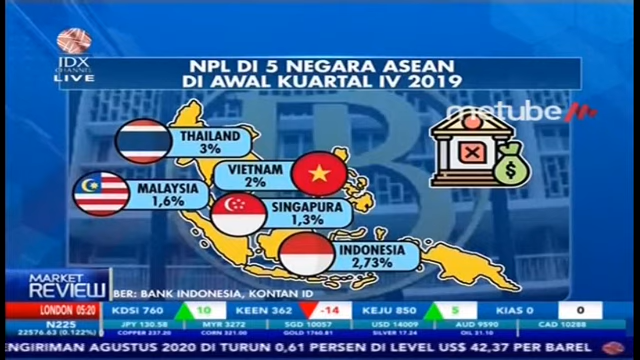 IDX
CHANNEL
LIVE
NPL DI 5 NEGARA ASEAN
DI AWAL KUARTAL IV 2019
metube
THAILAND
3%
VIETNAM
2%
MALAYSIA
1,6%
SINGAPURA
1,3%
INDONESIA
2,73%
$
MARKET
REVIEW
BER: BANK INDONESIA, KONTAN ID
LONDON 05:20 KDSI 760 10 KEEN 362 -14 KEJU 850 5 KIAS 0 0
N225 JPY 130.58 MYR 3272 SGD 10057 USD 14009 AUD 9590 CAD 10288
22576.63 (0.122%) COPPER 237.20 CORN 321.00 GOLD 1760.81 SILVER 17.24 OIL 31.10
ENGIRIMAN AGUSTUS 2020 DI TURUN 0,61 PERSEN DI LEVEL US$ 42,37 PER BAREL